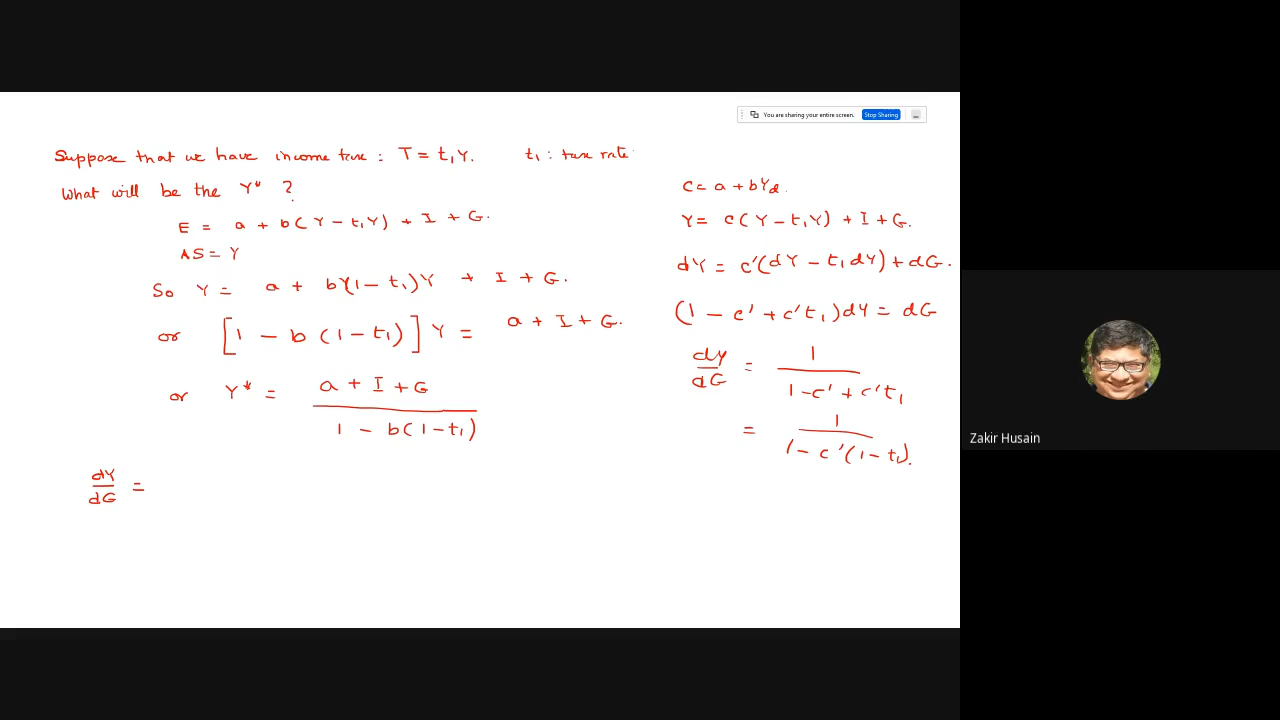 You are sharing your entire screen. Stop Sharing
Suppose that we have income tax : T = t₁Y. t₁ : tax rate.
What will be the Y* ?
E = a + b(Y - t₁Y) + I + G.
AS = Y
So Y = a + b(1 - t₁)Y + I + G.
or [1 - b (1 - t₁)] Y = a + I + G.
or Y* = a + I + G / 1 - b(1 - t₁)
dY/dG =
C = a + bYd.
Y = c(Y - t₁Y) + I + G.
dY = c'(dY - t₁dY) + dG.
(1 - c' + c't₁)dY = dG
dY/dG = 1 / 1 - c' + c't₁
= 1 / 1 - c'(1 - t₁).
Zakir Husain